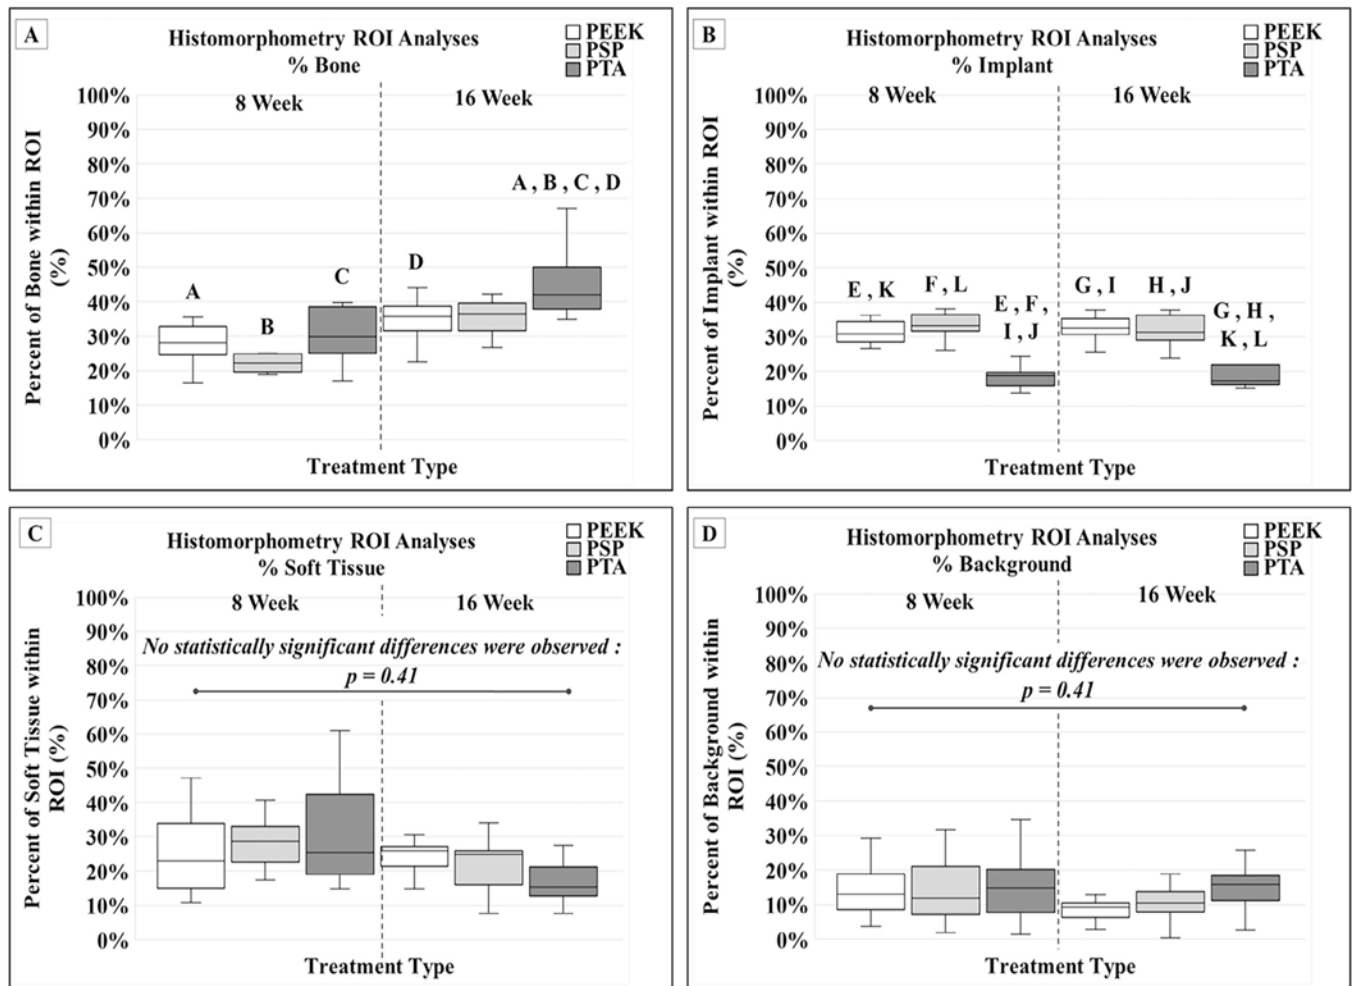 A
Histomorphometry ROI Analyses
% Bone
PEEK
PSP
PTA
8 Week
16 Week
Percent of Bone within ROI
(%)
100%
90%
80%
70%
60%
50%
40%
30%
20%
10%
0%
A
B
C
D
A , B , C , D
Treatment Type
B
Histomorphometry ROI Analyses
% Implant
PEEK
PSP
PTA
8 Week
16 Week
Percent of Implant within ROI
(%)
100%
90%
80%
70%
60%
50%
40%
30%
20%
10%
0%
E , K
F , L
E , F ,
I , J
G , I
H , J
G , H ,
K , L
Treatment Type
C
Histomorphometry ROI Analyses
% Soft Tissue
PEEK
PSP
PTA
8 Week
16 Week
Percent of Soft Tissue within
ROI (%)
100%
90%
80%
70%
60%
50%
40%
30%
20%
10%
0%
No statistically significant differences were observed :
p = 0.41
Treatment Type
D
Histomorphometry ROI Analyses
% Background
PEEK
PSP
PTA
8 Week
16 Week
Percent of Background within
ROI (%)
100%
90%
80%
70%
60%
50%
40%
30%
20%
10%
0%
No statistically significant differences were observed :
p = 0.41
Treatment Type